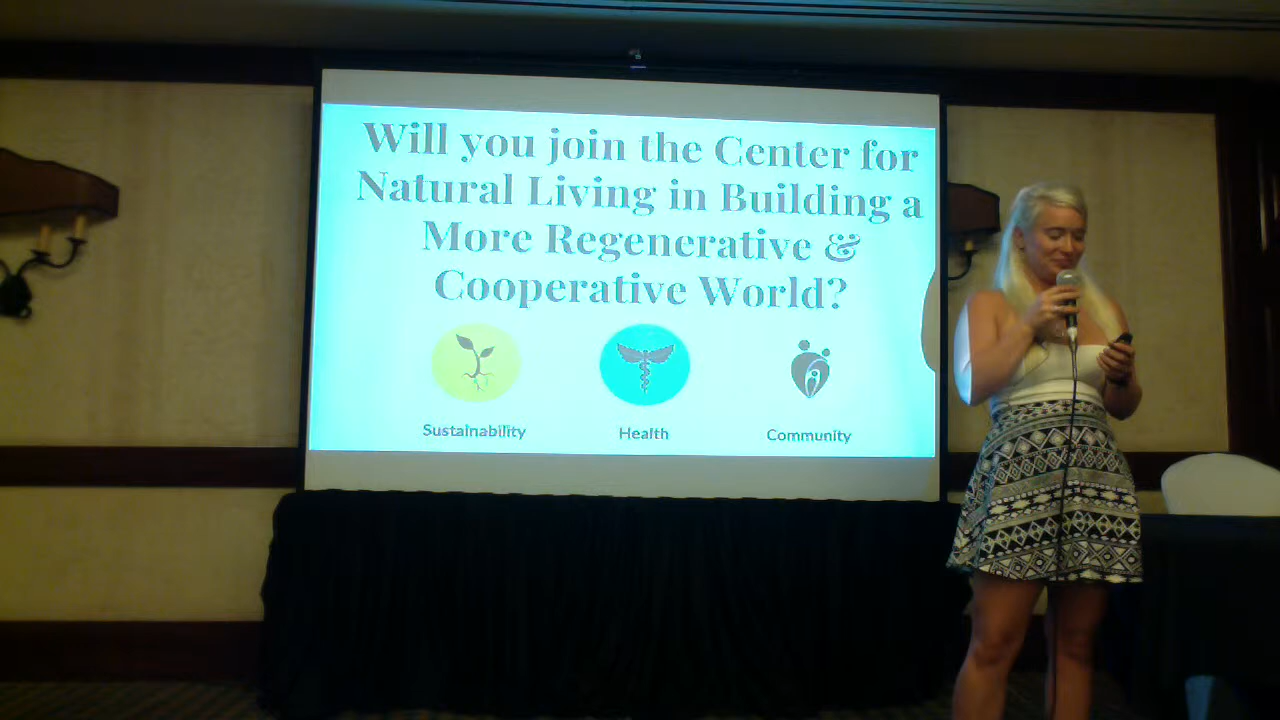 Will you join the Center for
Natural Living in Building a
More Regenerative &
Cooperative World?
Sustainability
Health
Community